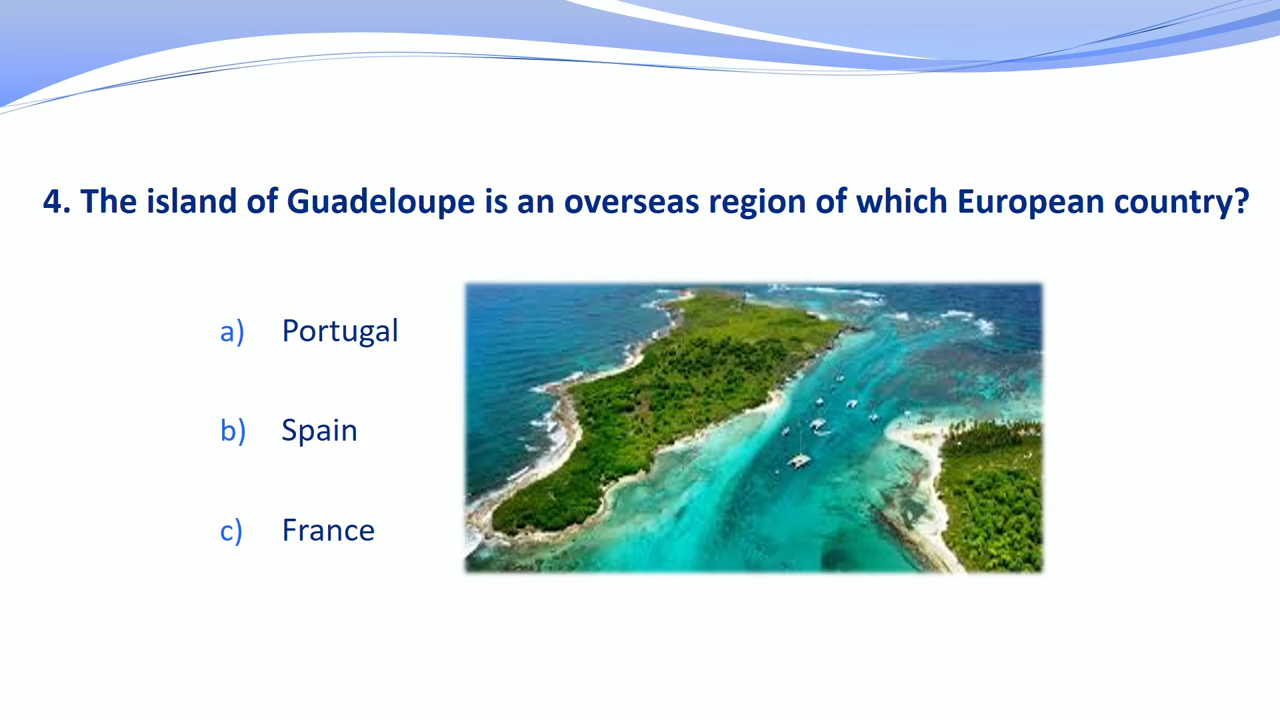 4. The island of Guadeloupe is an overseas region of which European country?
a) Portugal
b) Spain
c) France